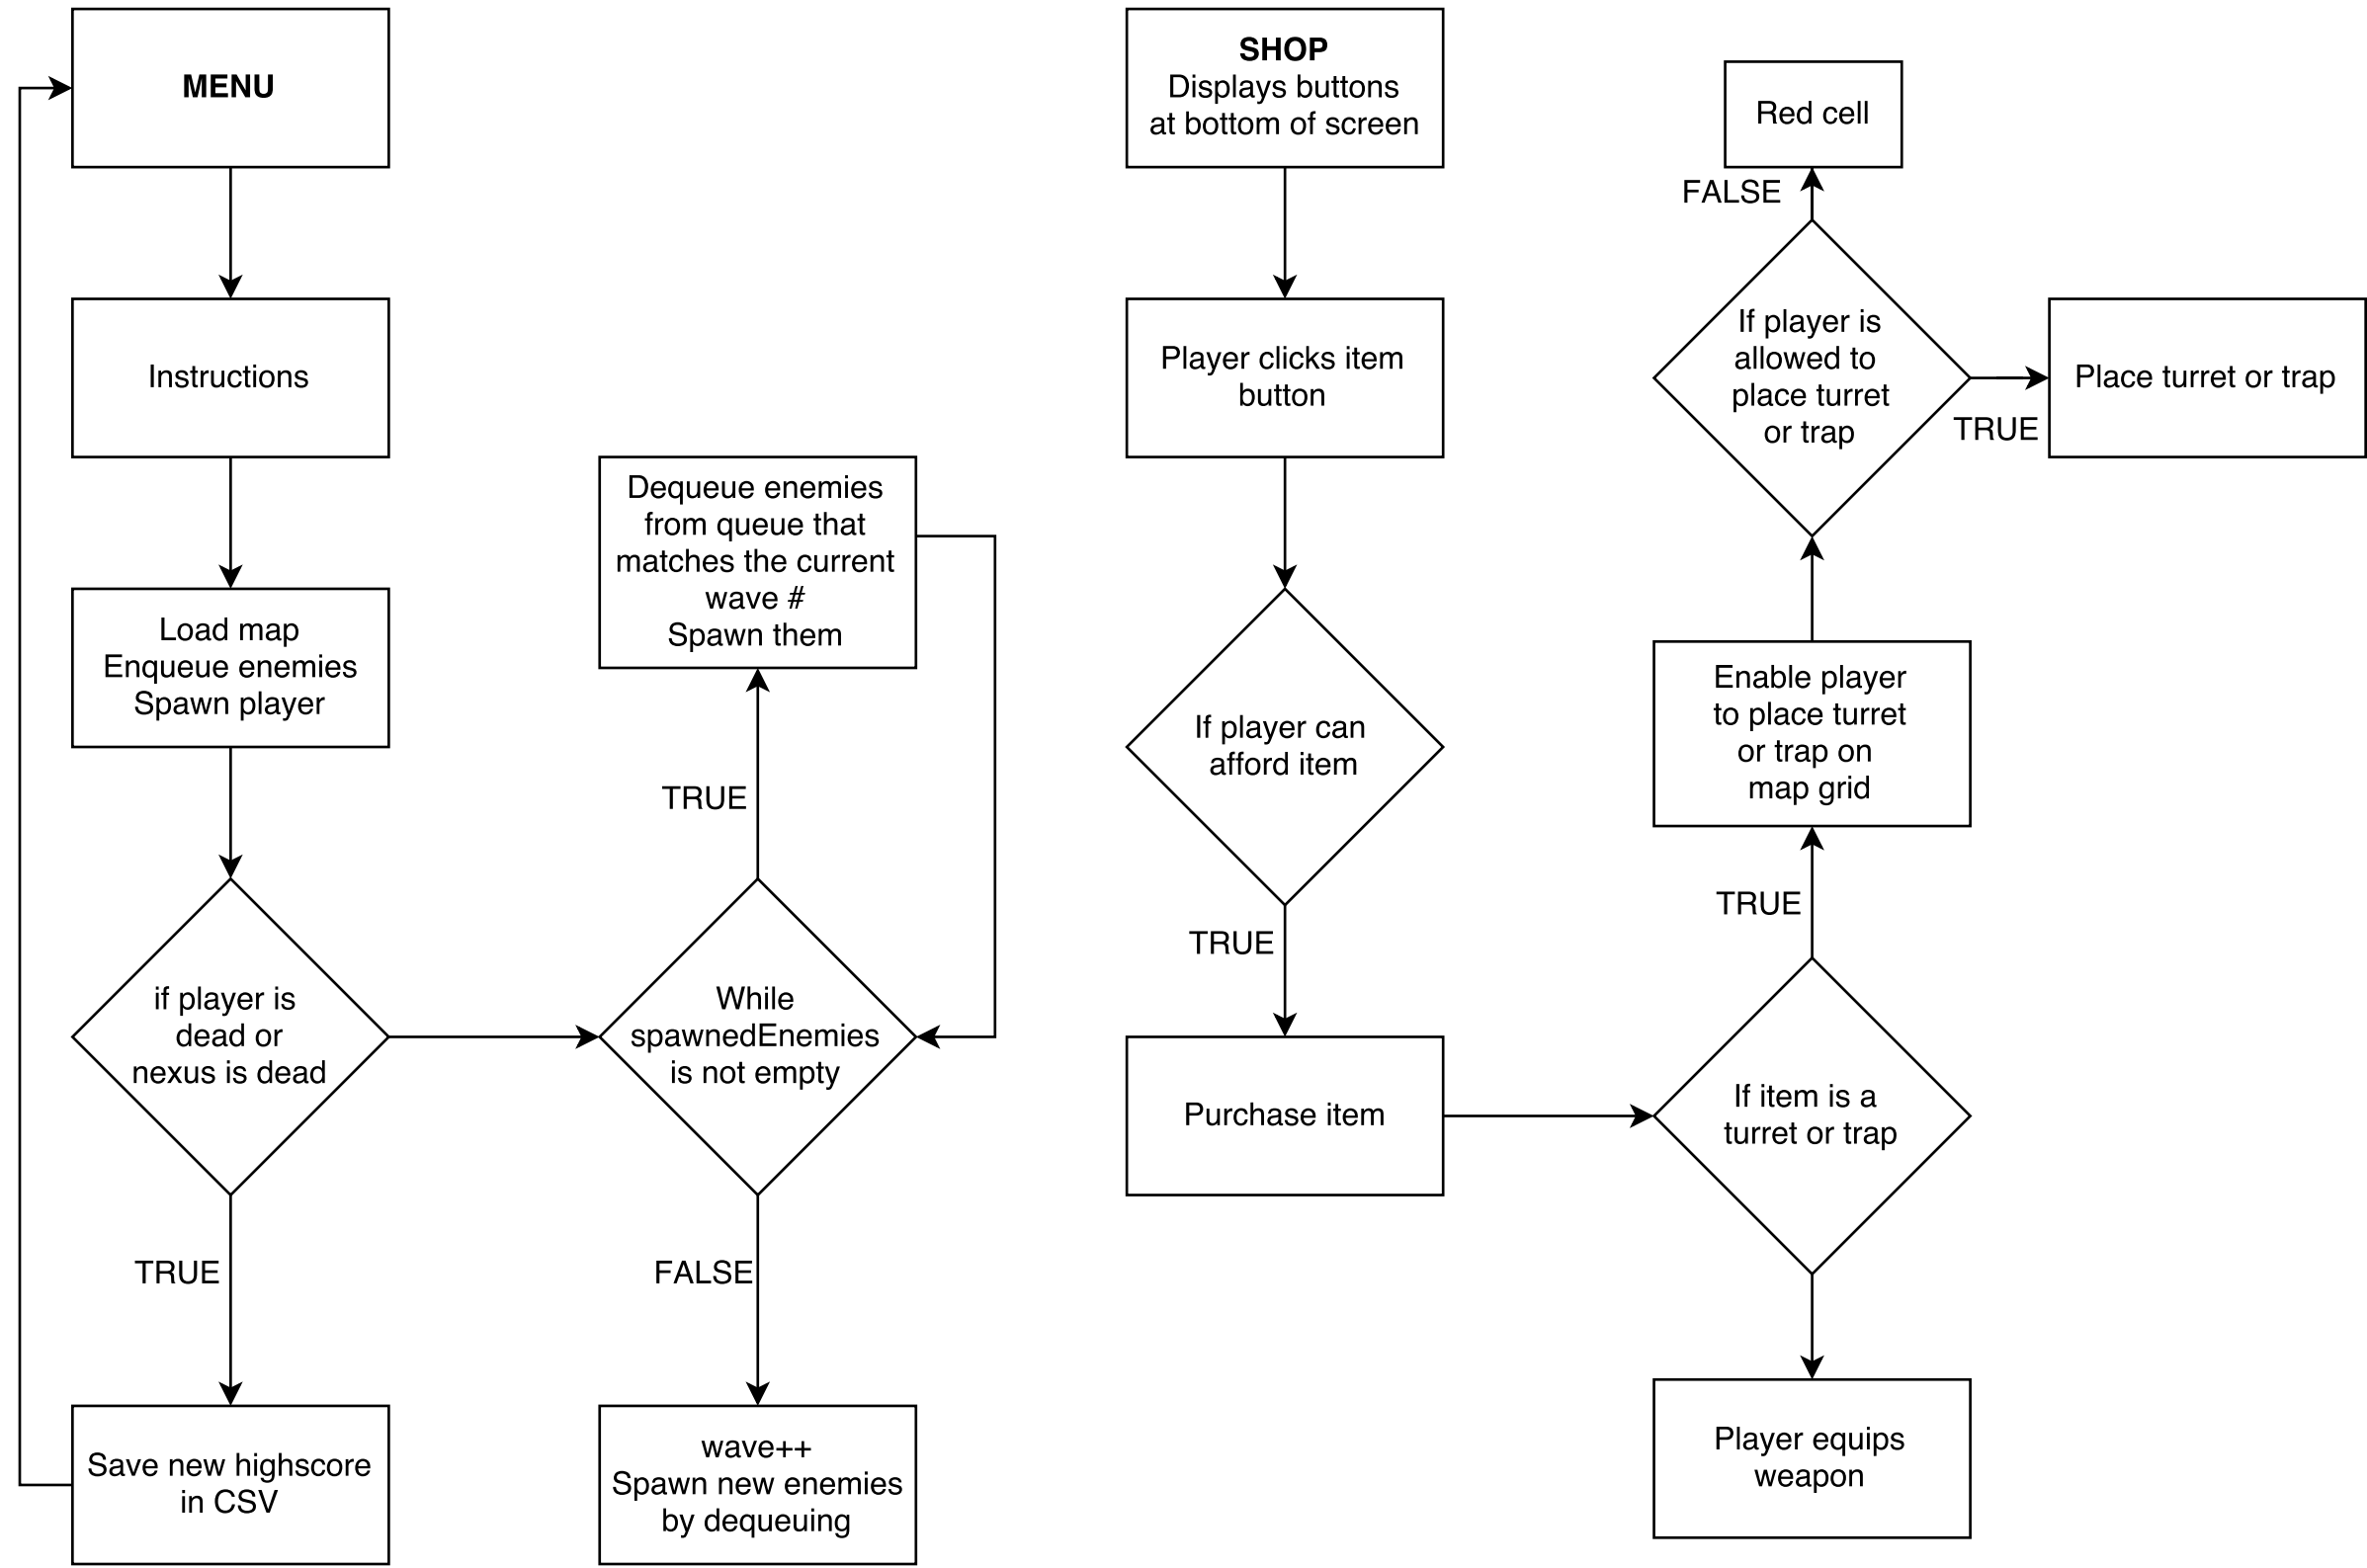 MENU
Instructions
Load map
Enqueue enemies
Spawn player
if player is
dead or
nexus is dead
TRUE
Save new highscore
in CSV
Dequeue enemies
from queue that
matches the current
wave #
Spawn them
TRUE
While
spawnedEnemies
is not empty
FALSE
wave++
Spawn new enemies
by dequeuing
SHOP
Displays buttons
at bottom of screen
Player clicks item
button
If player can
afford item
TRUE
Purchase item
Red cell
FALSE
If player is
allowed to
place turret
or trap
TRUE
Place turret or trap
Enable player
to place turret
or trap on
map grid
TRUE
If item is a
turret or trap
Player equips
weapon